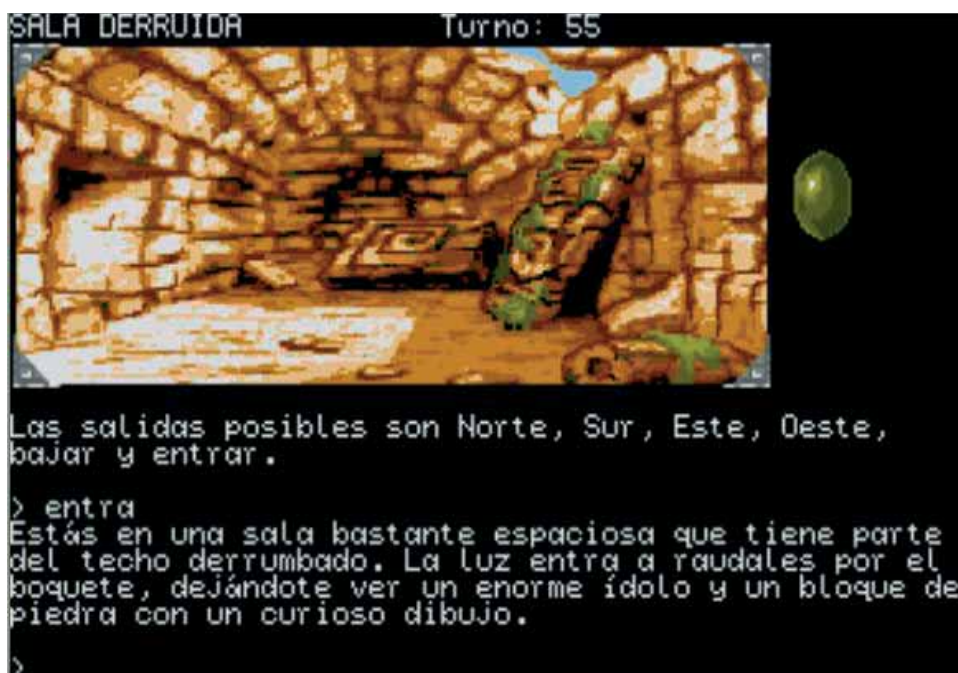 SALA DERRUIDA Turno: 55
Las salidas posibles son Norte, Sur, Este, Oeste,
bajar y entrar.
> entra
Estás en una sala bastante espaciosa que tiene parte
del techo derrumbado. La luz entra a raudales por el
boquete, dejándote ver un enorme ídolo y un bloque de
piedra con un curioso dibujo.
>